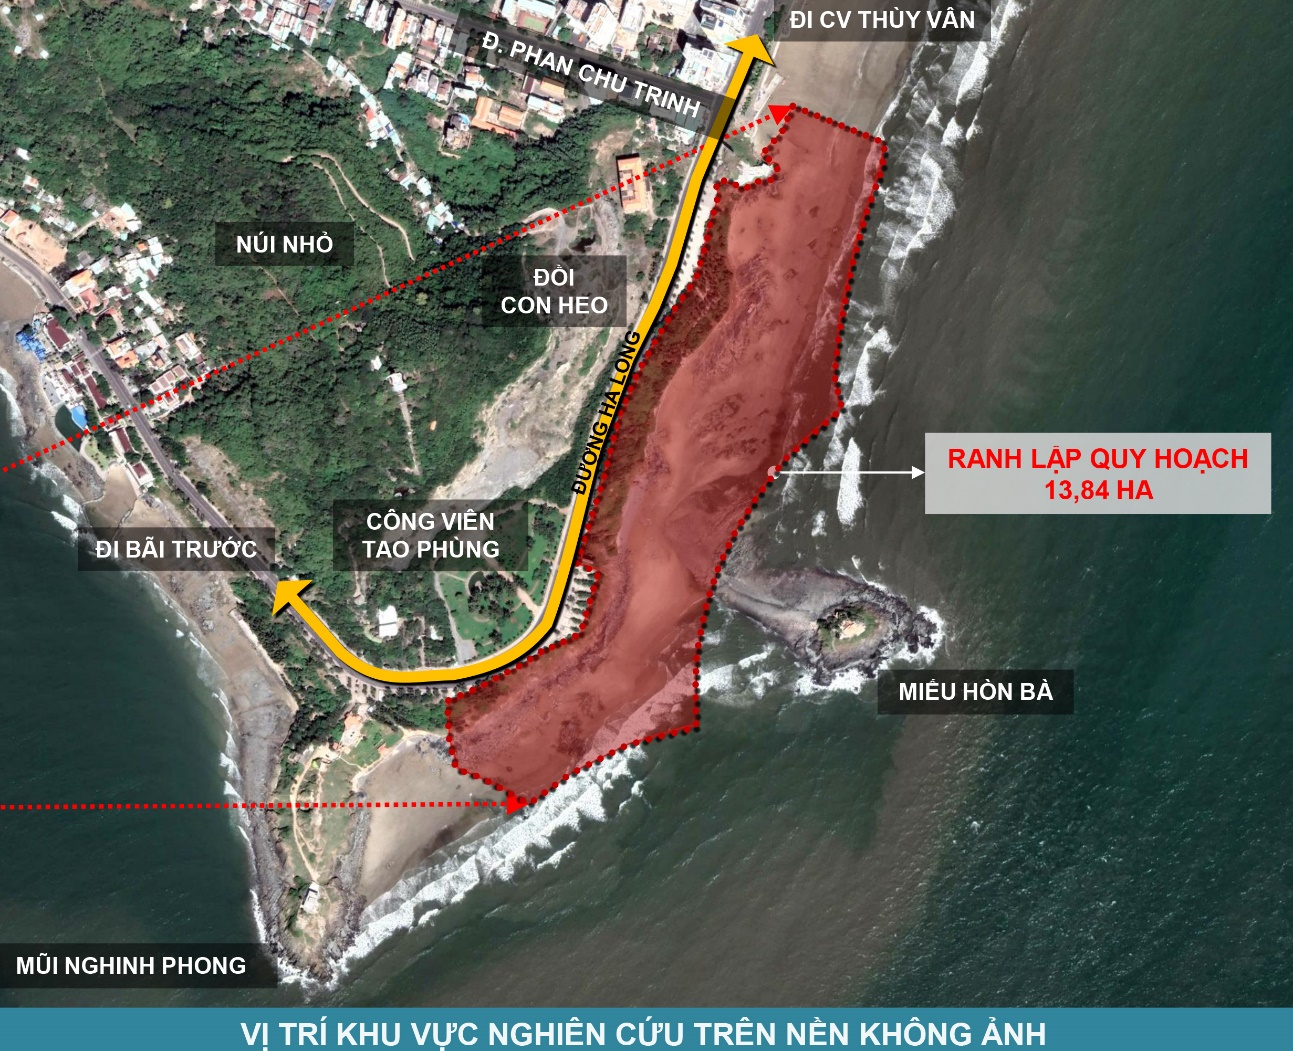 ĐI CV THÙY VÂN
Đ. PHAN CHU TRINH
NÚI NHỎ
ĐỒI
CON HEO
ĐƯỜNG HẠ LONG
RANH LẬP QUY HOẠCH
13,84 HA
CÔNG VIÊN
TAO PHÙNG
ĐI BÃI TRƯỚC
MIẾU HÒN BÀ
MŨI NGHINH PHONG
VỊ TRÍ KHU VỰC NGHIÊN CỨU TRÊN NỀN KHÔNG ẢNH